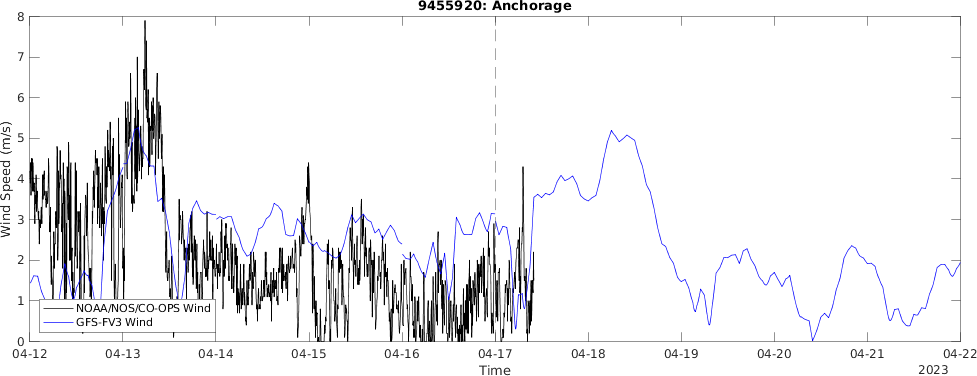 9455920: Anchorage
8
7
6
5
4
3
2
1
0
Wind Speed (m/s)
NOAA/NOS/CO-OPS Wind
GFS-FV3 Wind
04-12 04-13 04-14 04-15 04-16 04-17 04-18 04-19 04-20 04-21 04-22
Time
2023